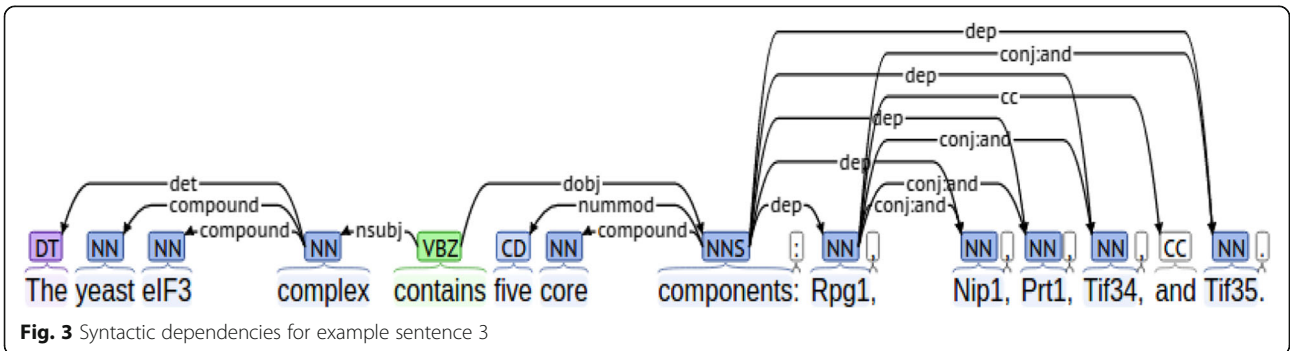 dep
conj:and
dep
cc
dep
conj:and
det dep dobj
compound nummod conj:and
compound nsubj compound dep conj:and
DT NN NN NN VBZ CD NN NNS : NN , NN , NN , NN , CC NN .
The yeast eIF3 complex contains five core components: Rpg1, Nip1, Prt1, Tif34, and Tif35.
Fig. 3 Syntactic dependencies for example sentence 3